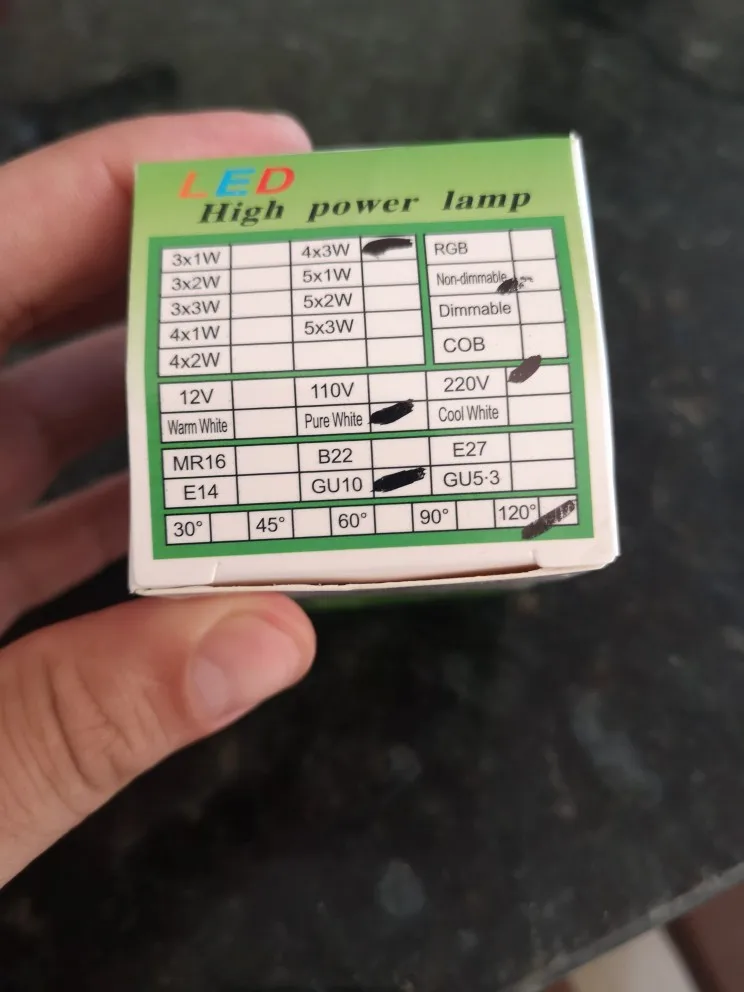 LED
High power lamp
3x1W 4x3W RGB
3x2W 5x1W Non-dimmable
3x3W 5x2W Dimmable
4x1W 5x3W COB
4x2W
12V 110V 220V
Warm White Pure White Cool White
MR16 B22 E27
E14 GU10 GU5·3
30° 45° 60° 90° 120°